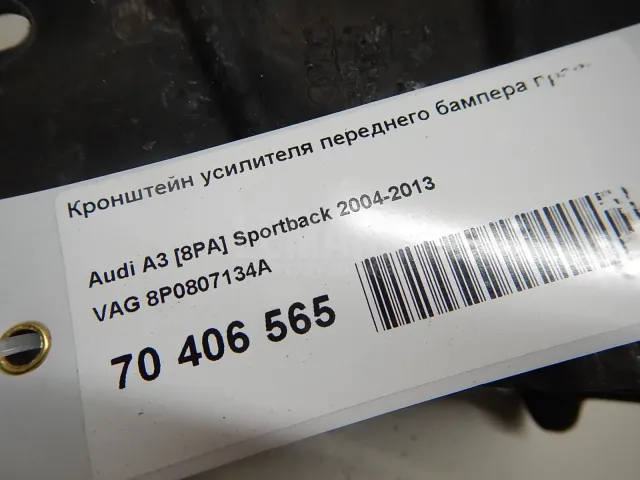 Кронштейн усилителя переднего бампера
Audi A3 [8PA] Sportback 2004-2013
VAG 8P0807134A
70 406 565